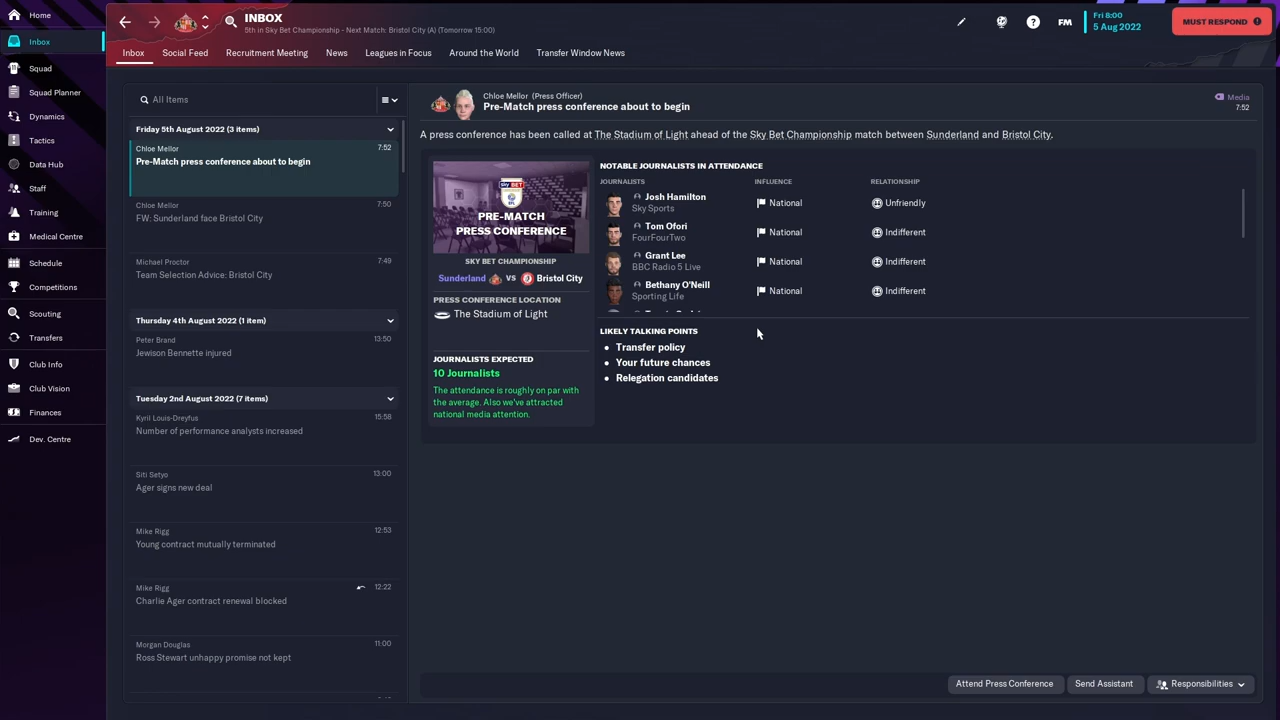 Home
Inbox
Squad
Squad Planner
Dynamics
Tactics
Data Hub
Staff
Training
Medical Centre
Schedule
Competitions
Scouting
Transfers
Club Info
Club Vision
Finances
Dev. Centre
INBOX
5th in Sky Bet Championship - Next Match: Bristol City (A) (Tomorrow 15:00)
FM
Fri 8:00
5 Aug 2022
MUST RESPOND
Inbox
Social Feed
Recruitment Meeting
News
Leagues in Focus
Around the World
Transfer Window News
All Items
Friday 5th August 2022 (3 items)
Chloe Mellor 7:52
Pre-Match press conference about to begin
Chloe Mellor 7:50
FW: Sunderland face Bristol City
Michael Proctor 7:49
Team Selection Advice: Bristol City
Thursday 4th August 2022 (1 item)
Peter Brand 13:50
Jewison Bennette injured
Tuesday 2nd August 2022 (7 items)
Kyril Louis-Dreyfus 15:58
Number of performance analysts increased
Siti Setyo 13:00
Ager signs new deal
Mike Rigg 12:53
Young contract mutually terminated
Mike Rigg 12:22
Charlie Ager contract renewal blocked
Morgan Douglas 11:00
Ross Stewart unhappy promise not kept
Chloe Mellor (Press Officer)
Pre-Match press conference about to begin
Media
7:52
A press conference has been called at The Stadium of Light ahead of the Sky Bet Championship match between Sunderland and Bristol City.
sky BET
CHAMPIONSHIP
EFL
PRE-MATCH
PRESS CONFERENCE
SKY BET CHAMPIONSHIP
Sunderland VS Bristol City
PRESS CONFERENCE LOCATION
The Stadium of Light
JOURNALISTS EXPECTED
10 Journalists
The attendance is roughly on par with
the average. Also we've attracted
national media attention.
NOTABLE JOURNALISTS IN ATTENDANCE
JOURNALISTS INFLUENCE RELATIONSHIP
Josh Hamilton
Sky Sports
National
Unfriendly
Tom Ofori
FourFourTwo
National
Indifferent
Grant Lee
BBC Radio 5 Live
National
Indifferent
Bethany O'Neill
Sporting Life
National
Indifferent
LIKELY TALKING POINTS
Transfer policy
Your future chances
Relegation candidates
Attend Press Conference
Send Assistant
Responsibilities